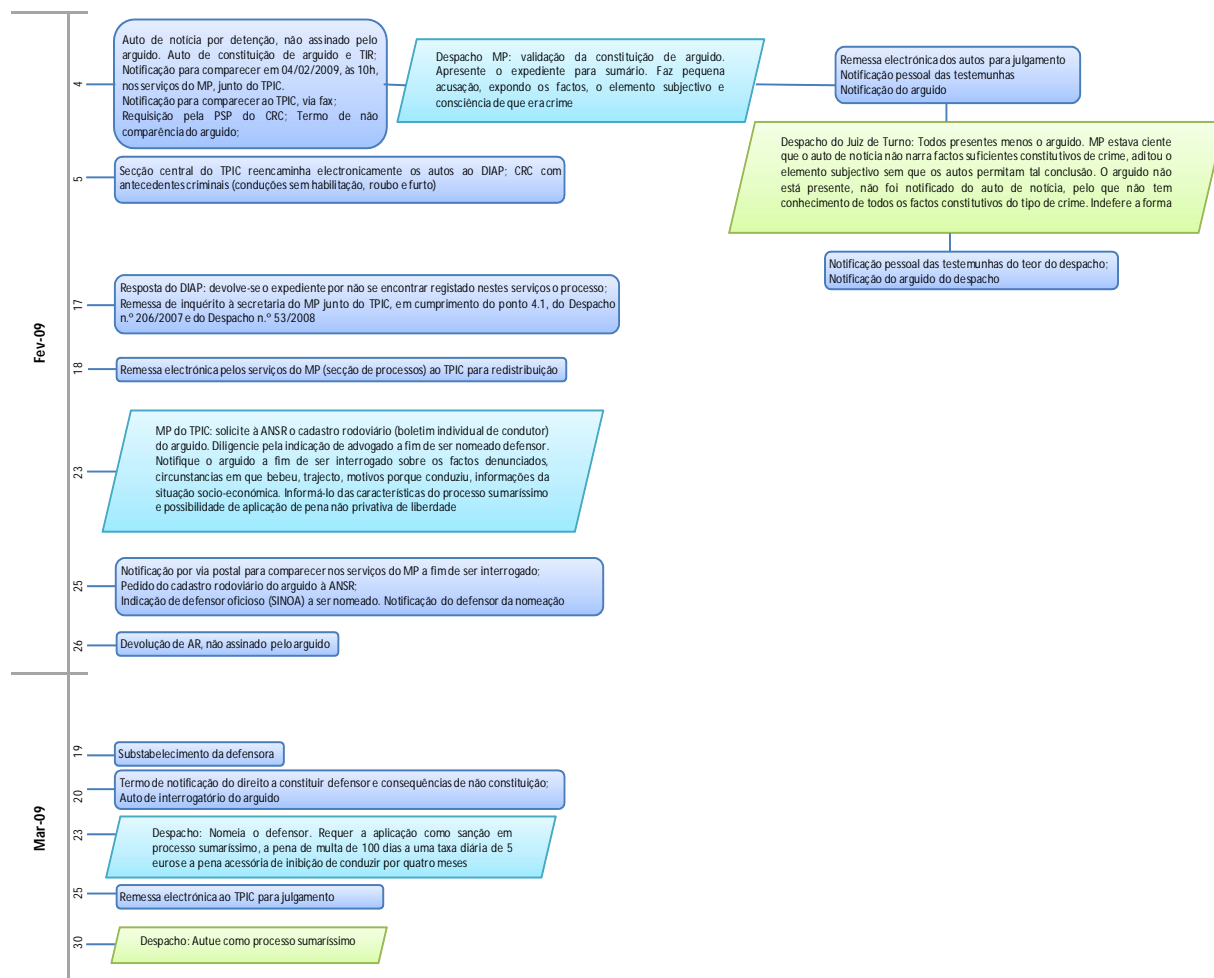 Fev-09
4
Auto de notícia por detenção, não assinado pelo
arguido. Auto de constituição de arguido e TIR;
Notificação para comparecer em 04/02/2009, às 10h,
nos serviços do MP, junto do TPIC.
Notificação para comparecer ao TPIC, via fax;
Requisição pela PSP do CRC; Termo de não
comparência do arguido;
Despacho MP: validação da constituição de arguido.
Apresente o expediente para sumário. Faz pequena
acusação, expondo os factos, o elemento subjectivo e
consciência de que era crime
Remessa electrónica dos autos para julgamento
Notificação pessoal das testemunhas
Notificação do arguido
Despacho do Juiz de Turno: Todos presentes menos o arguido. MP estava ciente
que o auto de notícia não narra factos suficientes constitutivos de crime, aditou o
elemento subjectivo sem que os autos permitam tal conclusão. O arguido não
está presente, não foi notificado do auto de notícia, pelo que não tem
conhecimento de todos os factos constitutivos do tipo de crime. Indefere a forma
Notificação pessoal das testemunhas do teor do despacho;
Notificação do arguido do despacho
5
Secção central do TPIC reencaminha electronicamente os autos ao DIAP; CRC com
antecedentes criminais (conduções sem habilitação, roubo e furto)
17
Resposta do DIAP: devolve-se o expediente por não se encontrar registado nestes serviços o processo;
Remessa de inquérito à secretaria do MP junto do TPIC, em cumprimento do ponto 4.1, do Despacho
n.º 206/2007 e do Despacho n.º 53/2008
18
Remessa electrónica pelos serviços do MP (secção de processos) ao TPIC para redistribuição
23
MP do TPIC: solicite à ANSR o cadastro rodoviário (boletim individual de condutor)
do arguido. Diligencie pela indicação de advogado a fim de ser nomeado defensor.
Notifique o arguido a fim de ser interrogado sobre os factos denunciados,
circunstancias em que bebeu, trajecto, motivos porque conduziu, informações da
situação socio-económica. Informá-lo das características do processo sumaríssimo
e possibilidade de aplicação de pena não privativa de liberdade
25
Notificação por via postal para comparecer nos serviços do MP a fim de ser interrogado;
Pedido do cadastro rodoviário do arguido à ANSR;
Indicação de defensor oficioso (SINOA) a ser nomeado. Notificação do defensor da nomeação
26
Devolução de AR, não assinado pelo arguido
Mar-09
19
Substabelecimento da defensora
20
Termo de notificação do direito a constituir defensor e consequências de não constituição;
Auto de interrogatório do arguido
23
Despacho: Nomeia o defensor. Requer a aplicação como sanção em
processo sumaríssimo, a pena de multa de 100 dias a uma taxa diária de 5
euros e a pena acessória de inibição de conduzir por quatro meses
25
Remessa electrónica ao TPIC para julgamento
30
Despacho: Autue como processo sumaríssimo